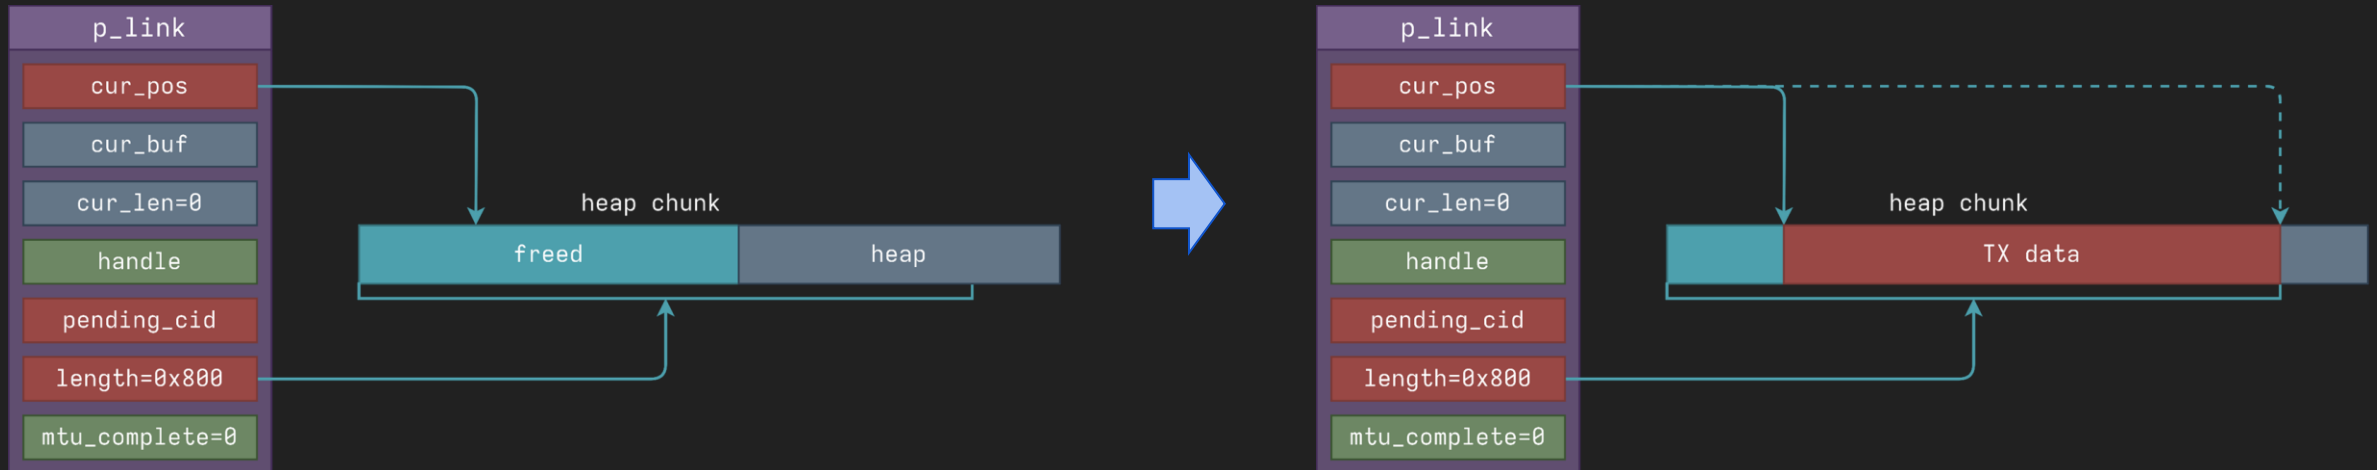 p_link
cur_pos
cur_buf
cur_len=0
handle
pending_cid
length=0x800
mtu_complete=0
heap chunk
freed
heap
p_link
cur_pos
cur_buf
cur_len=0
handle
pending_cid
length=0x800
mtu_complete=0
heap chunk
TX data